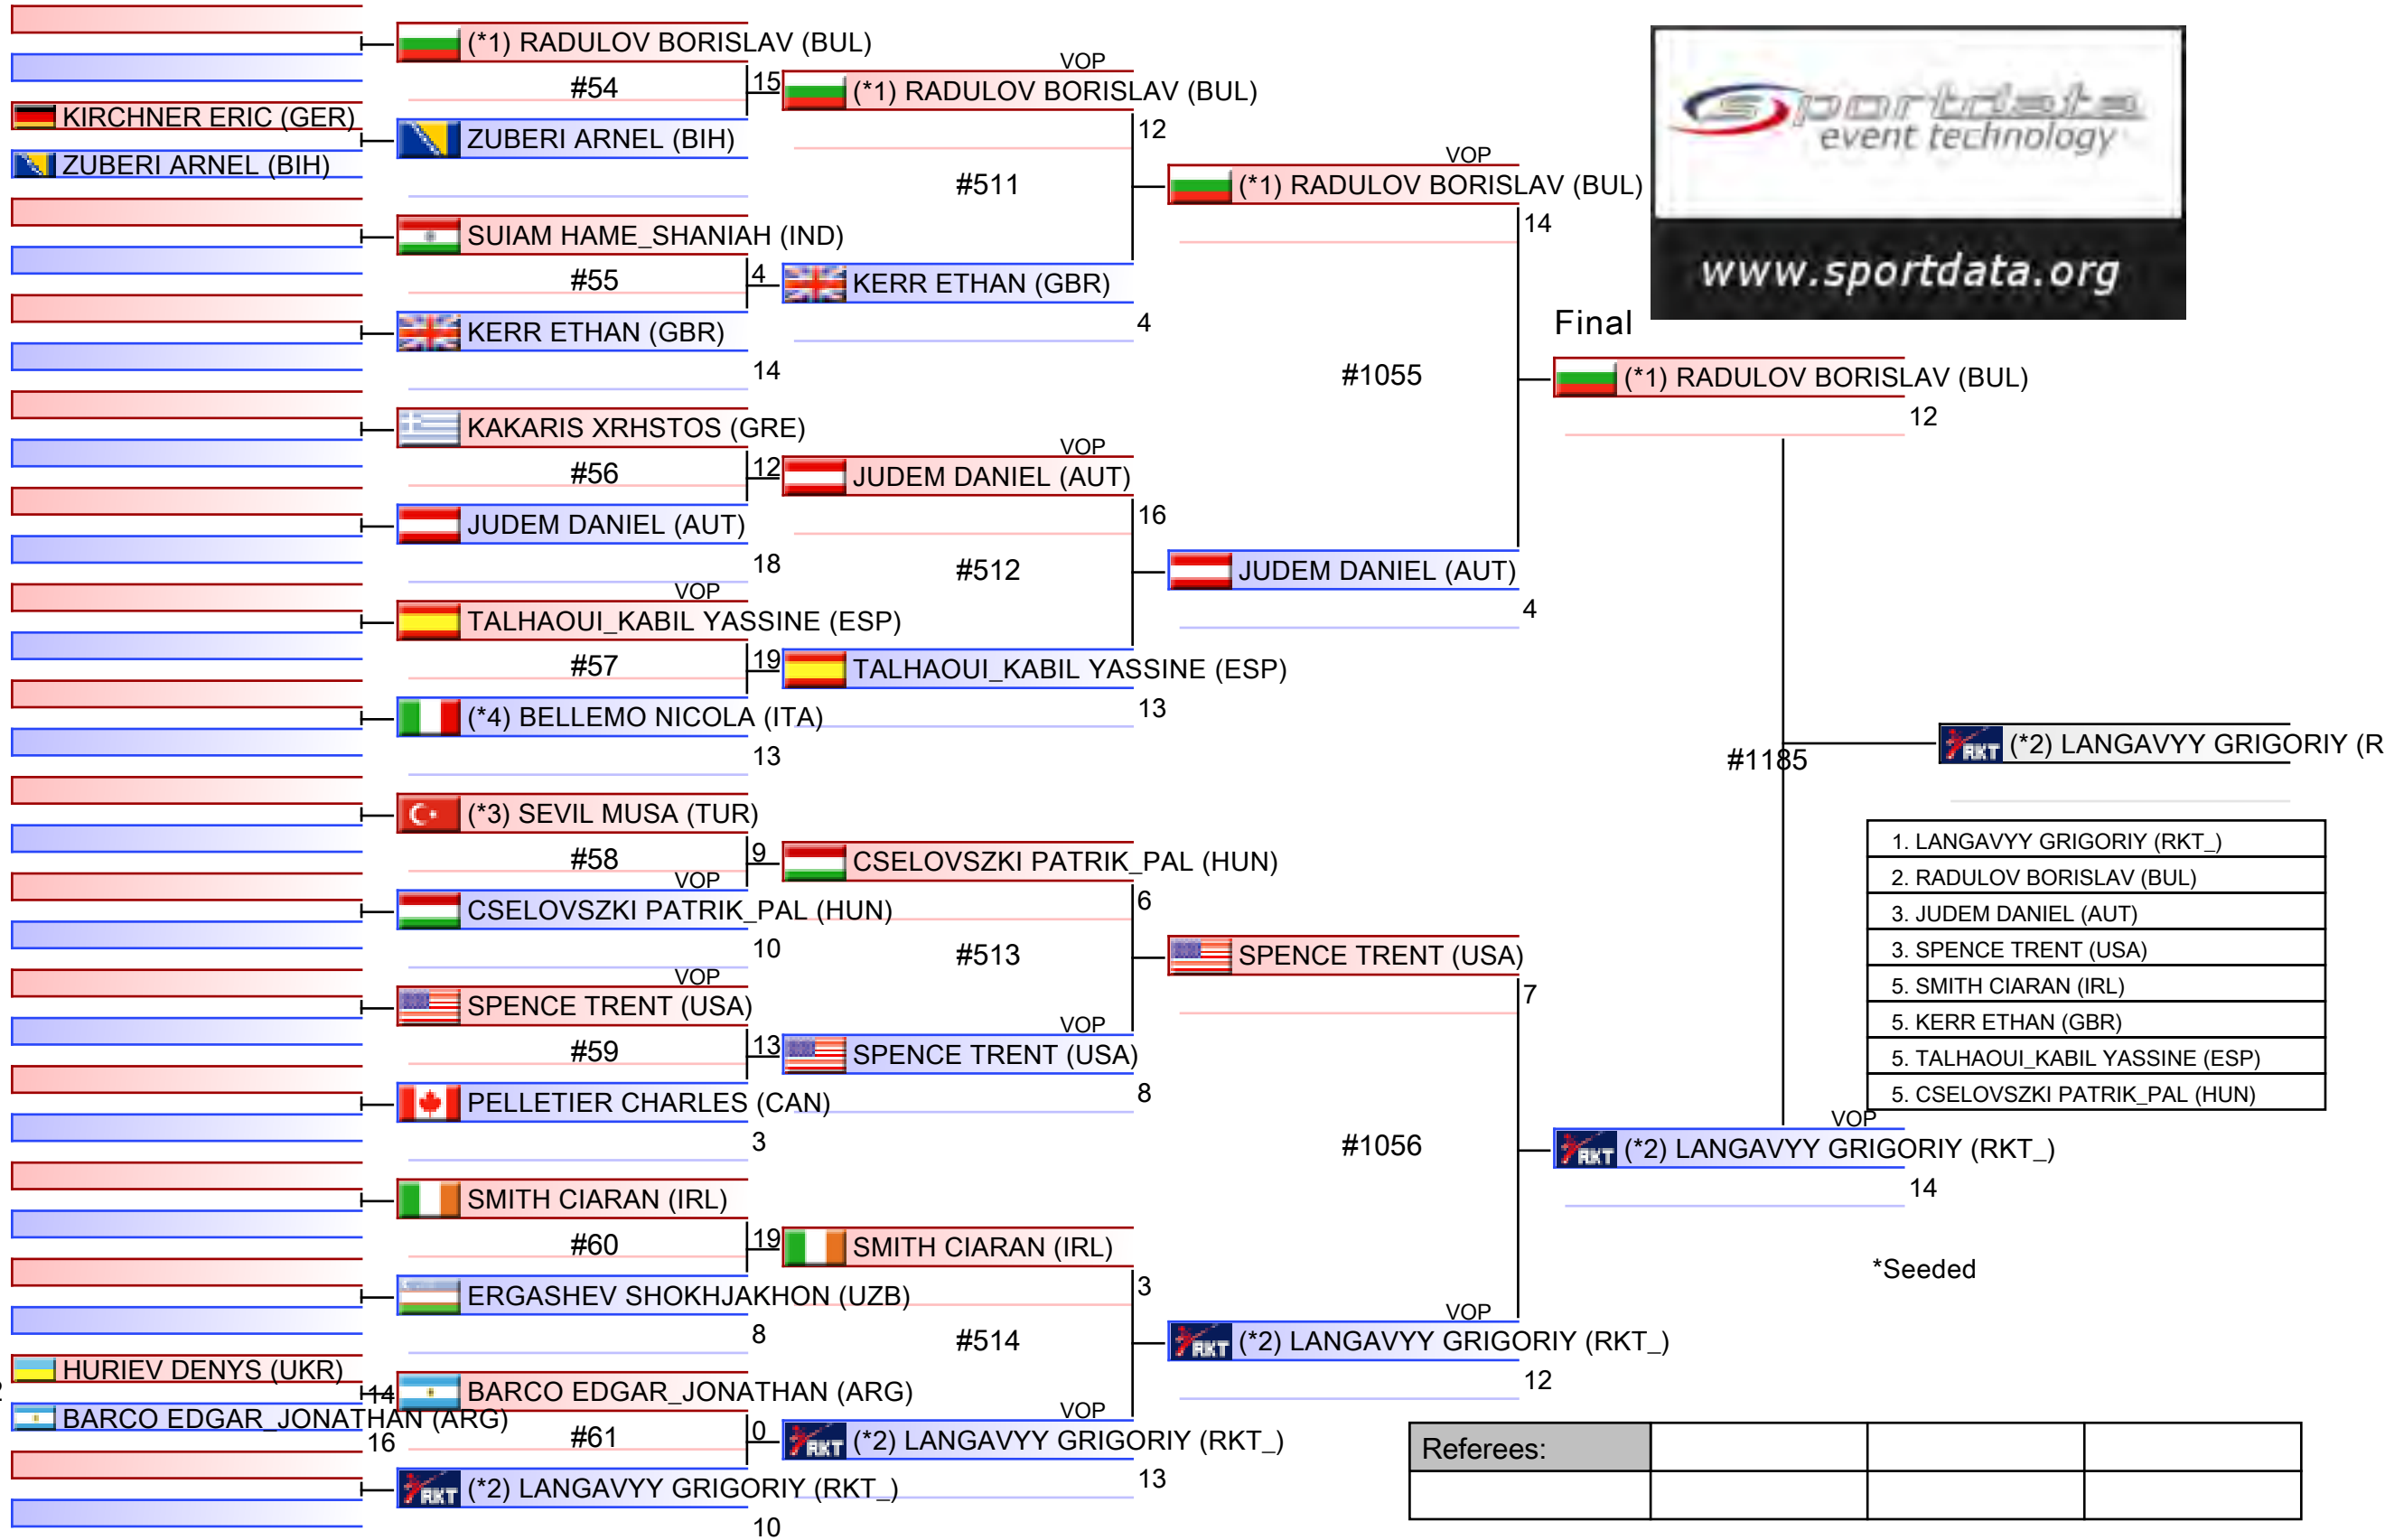 KIRCHNER ERIC (GER)
ZUBERI ARNEL (BIH)
HURIEV DENYS (UKR)
14
BARCO EDGAR_JONATHAN (ARG)
16
(*1) RADULOV BORISLAV (BUL)
#54
15
ZUBERI ARNEL (BIH)
SUIAM HAME_SHANIAH (IND)
#55
4
KERR ETHAN (GBR)
14
KAKARIS XRHSTOS (GRE)
#56
12
JUDEM DANIEL (AUT)
18
VOP
TALHAOUI_KABIL YASSINE (ESP)
#57
19
(*4) BELLEMO NICOLA (ITA)
13
(*3) SEVIL MUSA (TUR)
#58
9
VOP
CSELOVSZKI PATRIK_PAL (HUN)
10
VOP
SPENCE TRENT (USA)
#59
13
PELLETIER CHARLES (CAN)
3
SMITH CIARAN (IRL)
#60
19
ERGASHEV SHOKHJAKHON (UZB)
8
BARCO EDGAR_JONATHAN (ARG)
#61
0
(*2) LANGAVYY GRIGORIY (RKT_)
10
VOP
(*1) RADULOV BORISLAV (BUL)
12
#511
KERR ETHAN (GBR)
4
VOP
JUDEM DANIEL (AUT)
16
#512
TALHAOUI_KABIL YASSINE (ESP)
13
CSELOVSZKI PATRIK_PAL (HUN)
6
#513
VOP
SPENCE TRENT (USA)
8
SMITH CIARAN (IRL)
3
#514
VOP
(*2) LANGAVYY GRIGORIY (RKT_)
13
VOP
(*1) RADULOV BORISLAV (BUL)
14
#1055
JUDEM DANIEL (AUT)
4
SPENCE TRENT (USA)
7
#1056
VOP
(*2) LANGAVYY GRIGORIY (RKT_)
12
Final
(*1) RADULOV BORISLAV (BUL)
12
#1185
VOP
(*2) LANGAVYY GRIGORIY (RKT_)
14
(*2) LANGAVYY GRIGORIY (R
sportdata
event technology
www.sportdata.org
1. LANGAVYY GRIGORIY (RKT_)
2. RADULOV BORISLAV (BUL)
3. JUDEM DANIEL (AUT)
3. SPENCE TRENT (USA)
5. SMITH CIARAN (IRL)
5. KERR ETHAN (GBR)
5. TALHAOUI_KABIL YASSINE (ESP)
5. CSELOVSZKI PATRIK_PAL (HUN)
*Seeded
Referees:
RKT
RKT
RKT
RKT
RKT